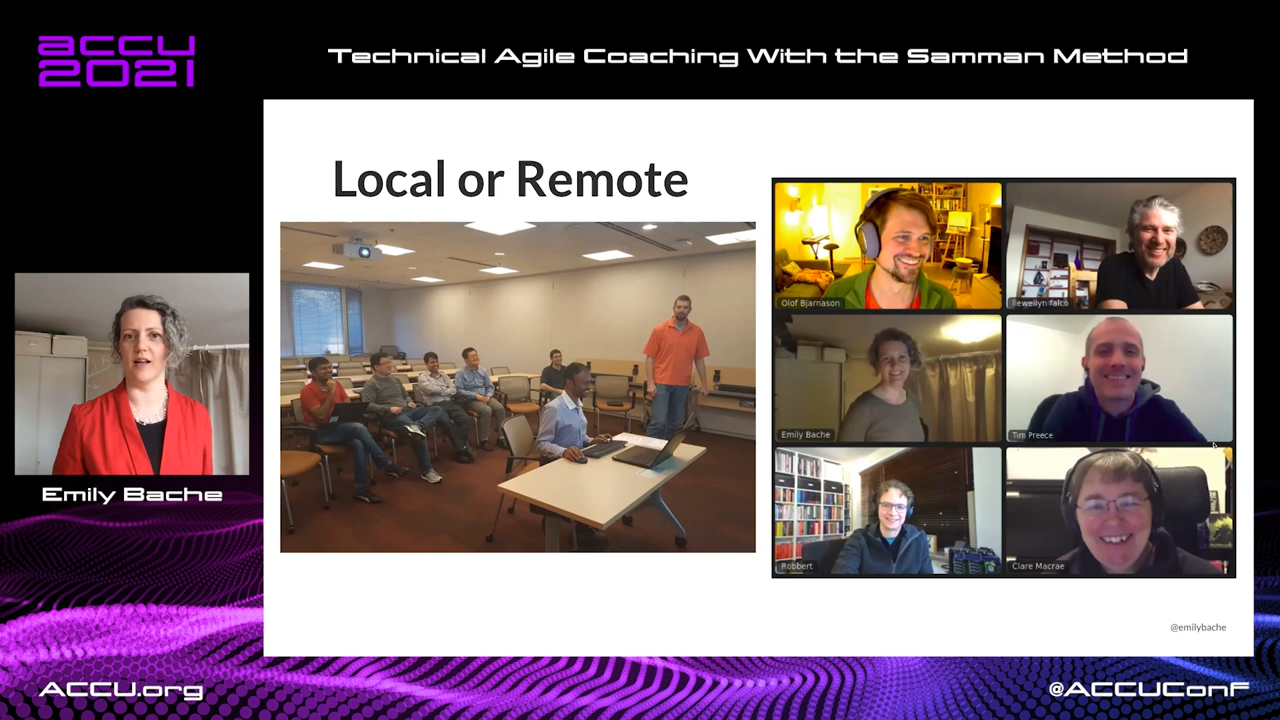 accu
2021
Technical Agile Coaching With the Samman Method
Local or Remote
Olof Bjarnason
llewellyn falco
Emily Bache
Tim Preece
Robbert
Clare Macrae
Emily Bache
@emilybache
ACCU.org
@ACCUConf